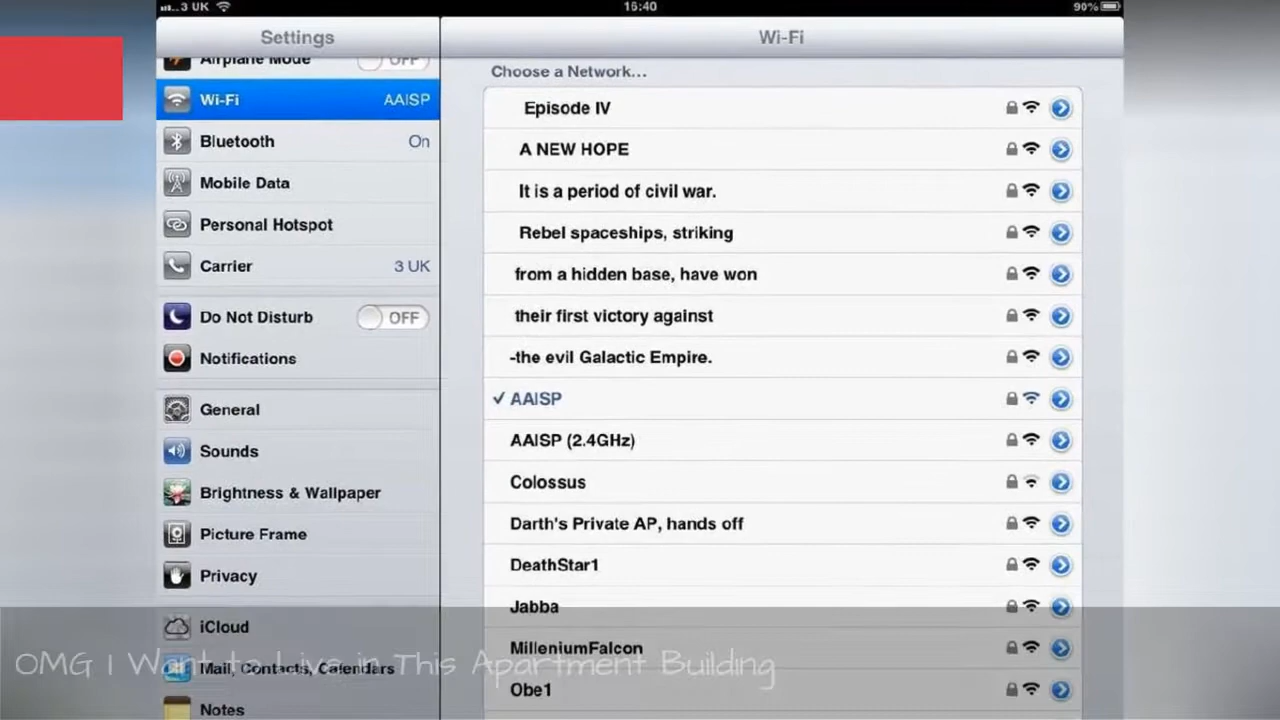 3 UK
16:40
90%
Settings
Wi-Fi
Airplane Mode OFF
Wi-Fi AAISP
Bluetooth On
Mobile Data
Personal Hotspot
Carrier 3 UK
Do Not Disturb OFF
Notifications
General
Sounds
Brightness & Wallpaper
Picture Frame
Privacy
iCloud
Mail, Contacts, Calendars
Notes
Choose a Network...
Episode IV
A NEW HOPE
It is a period of civil war.
Rebel spaceships, striking
from a hidden base, have won
their first victory against
-the evil Galactic Empire.
AAISP
AAISP (2.4GHz)
Colossus
Darth's Private AP, hands off
DeathStar1
Jabba
MilleniumFalcon
Obe1
OMG I Want to Live in This Apartment Building